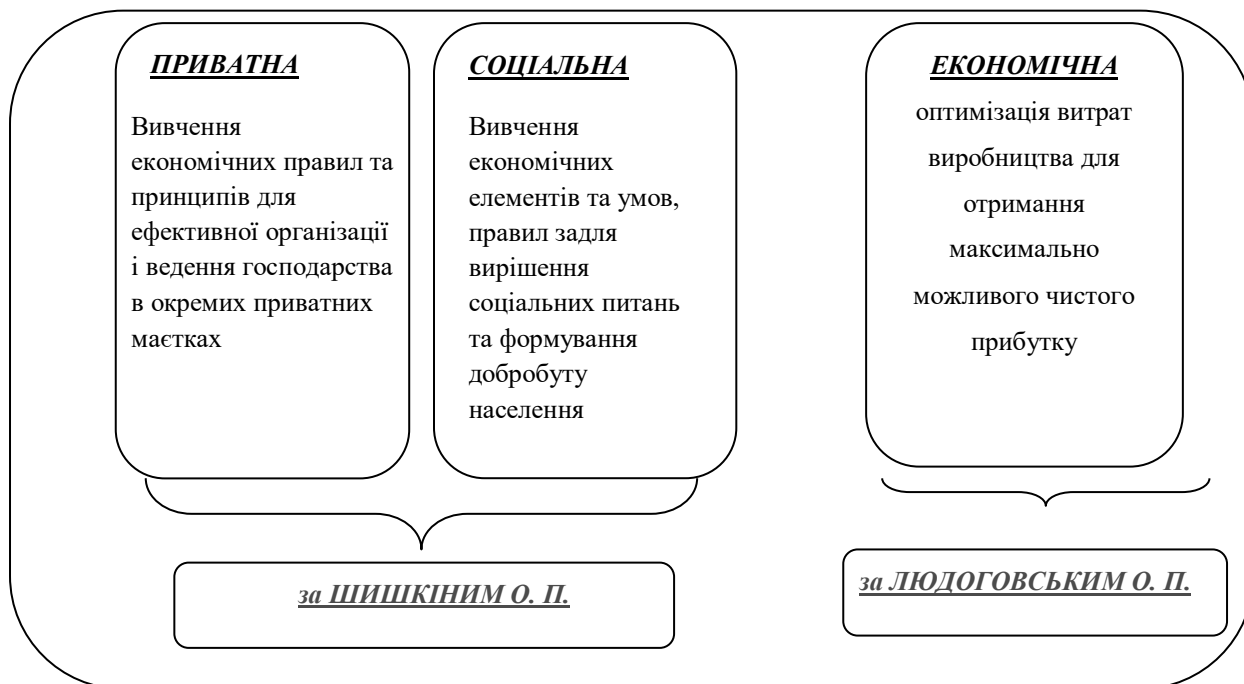 ПРИВАТНА
Вивчення
економічних правил та
принципів для
ефективної організації
і ведення господарства
в окремих приватних
маєтках
СОЦІАЛЬНА
Вивчення
економічних
елементів та умов,
правил задля
вирішення
соціальних питань
та формування
добробуту
населення
ЕКОНОМІЧНА
оптимізація витрат
виробництва для
отримання
максимально
можливого чистого
прибутку
за ШИШКІНИМ О. П.
за ЛЮДОГОВСЬКИМ О. П.